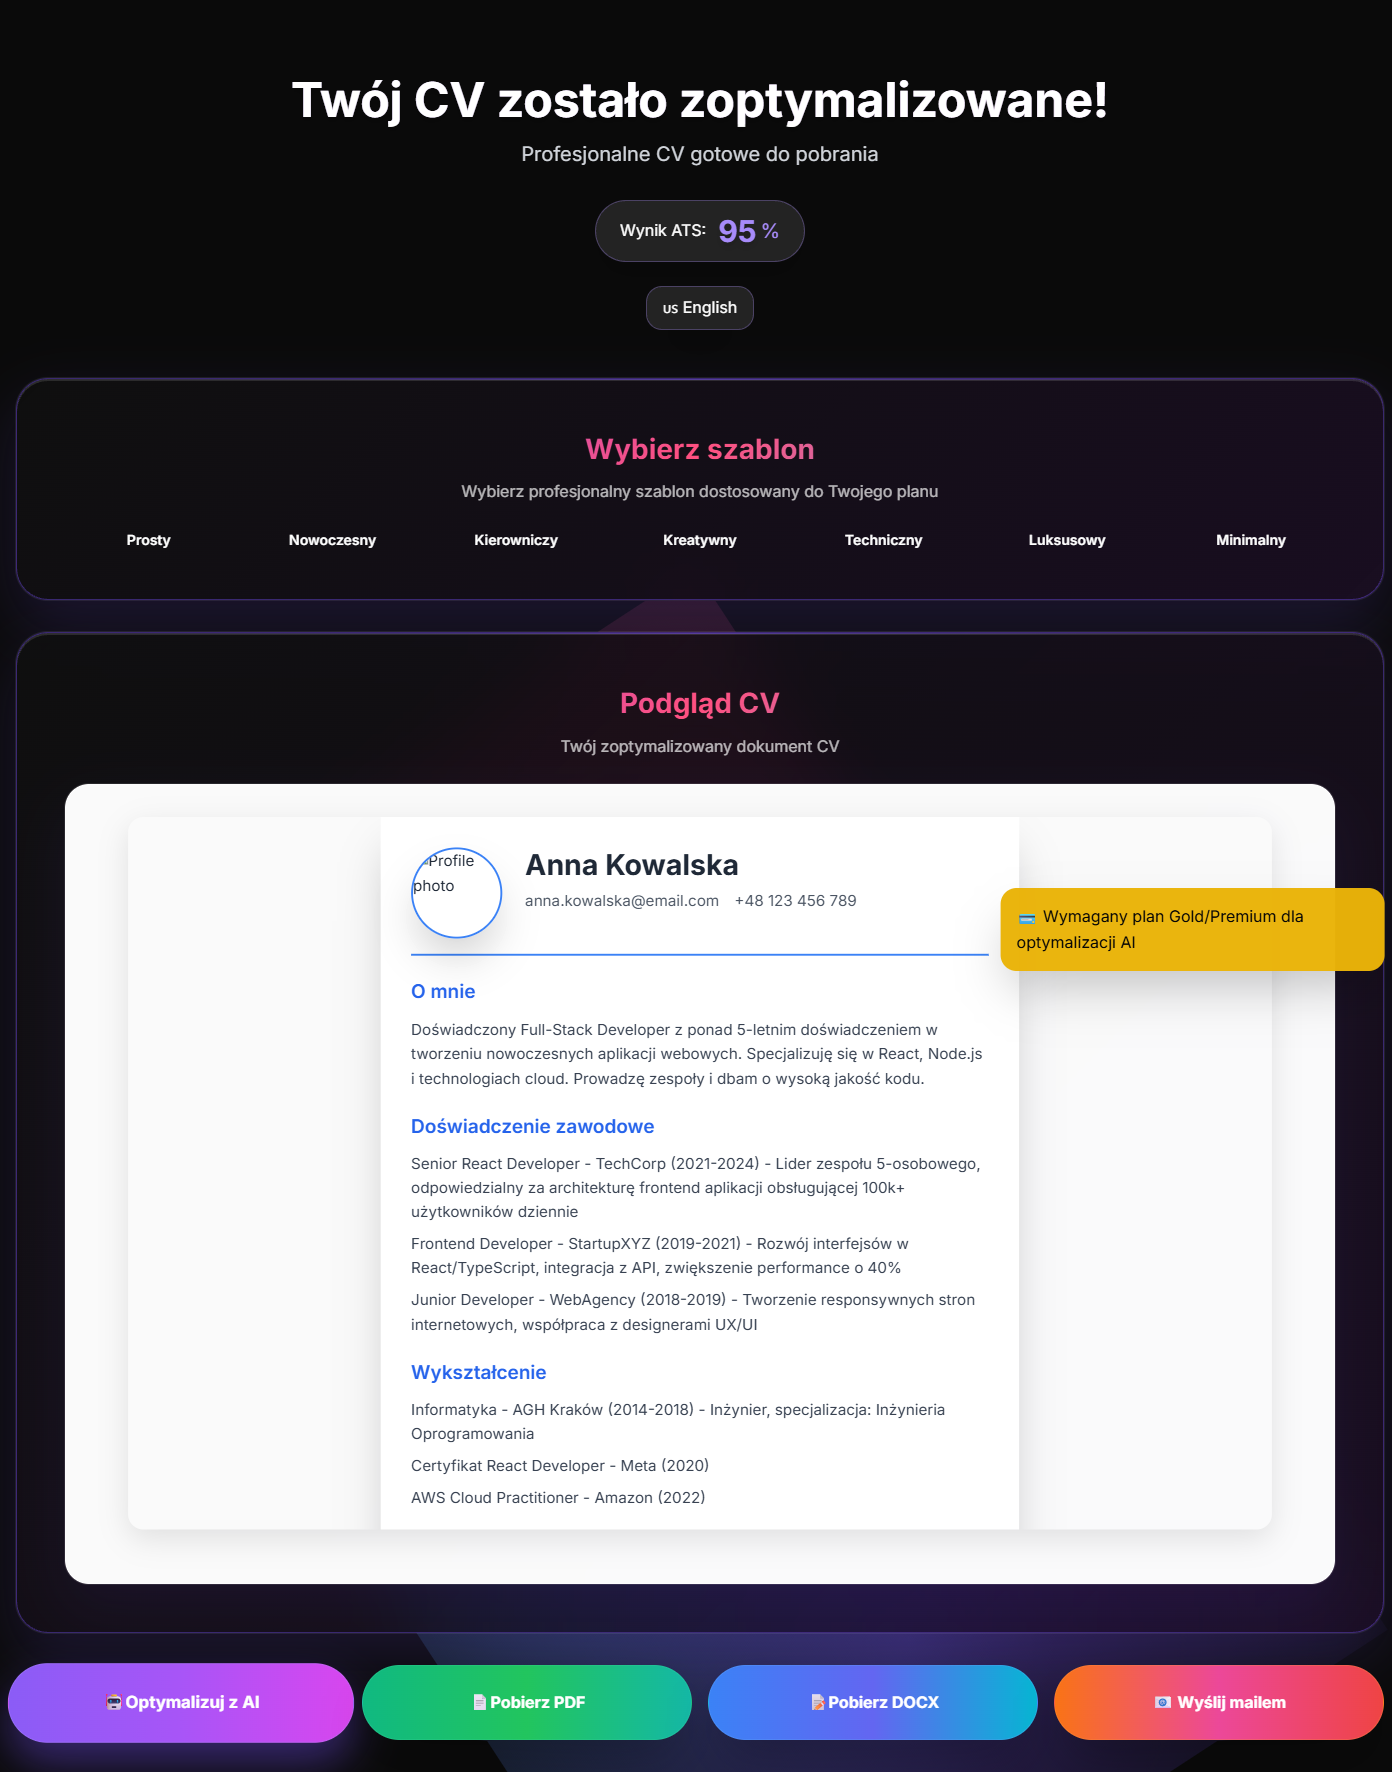 Twój CV zostało zoptymalizowane!
Profesjonalne CV gotowe do pobrania
Wynik ATS: 95 %
us English
Wybierz szablon
Wybierz profesjonalny szablon dostosowany do Twojego planu
Prosty Nowoczesny Kierowniczy Kreatywny Techniczny Luksusowy Minimalny
Podgląd CV
Twój zoptymalizowany dokument CV
Profile
photo
Anna Kowalska
anna.kowalska@email.com +48 123 456 789
Wymagany plan Gold/Premium dla
optymalizacji AI
O mnie
Doświadczony Full-Stack Developer z ponad 5-letnim doświadczeniem w
tworzeniu nowoczesnych aplikacji webowych. Specjalizuję się w React, Node.js
i technologiach cloud. Prowadzę zespoły i dbam o wysoką jakość kodu.
Doświadczenie zawodowe
Senior React Developer - TechCorp (2021-2024) - Lider zespołu 5-osobowego,
odpowiedzialny za architekturę frontend aplikacji obsługującej 100k+
użytkowników dziennie
Frontend Developer - StartupXYZ (2019-2021) - Rozwój interfejsów w
React/TypeScript, integracja z API, zwiększenie performance o 40%
Junior Developer - WebAgency (2018-2019) - Tworzenie responsywnych stron
internetowych, współpraca z designerami UX/UI
Wykształcenie
Informatyka - AGH Kraków (2014-2018) - Inżynier, specjalizacja: Inżynieria
Oprogramowania
Certyfikat React Developer - Meta (2020)
AWS Cloud Practitioner - Amazon (2022)
Optymalizuj z AI
Pobierz PDF
Pobierz DOCX
Wyślij mailem